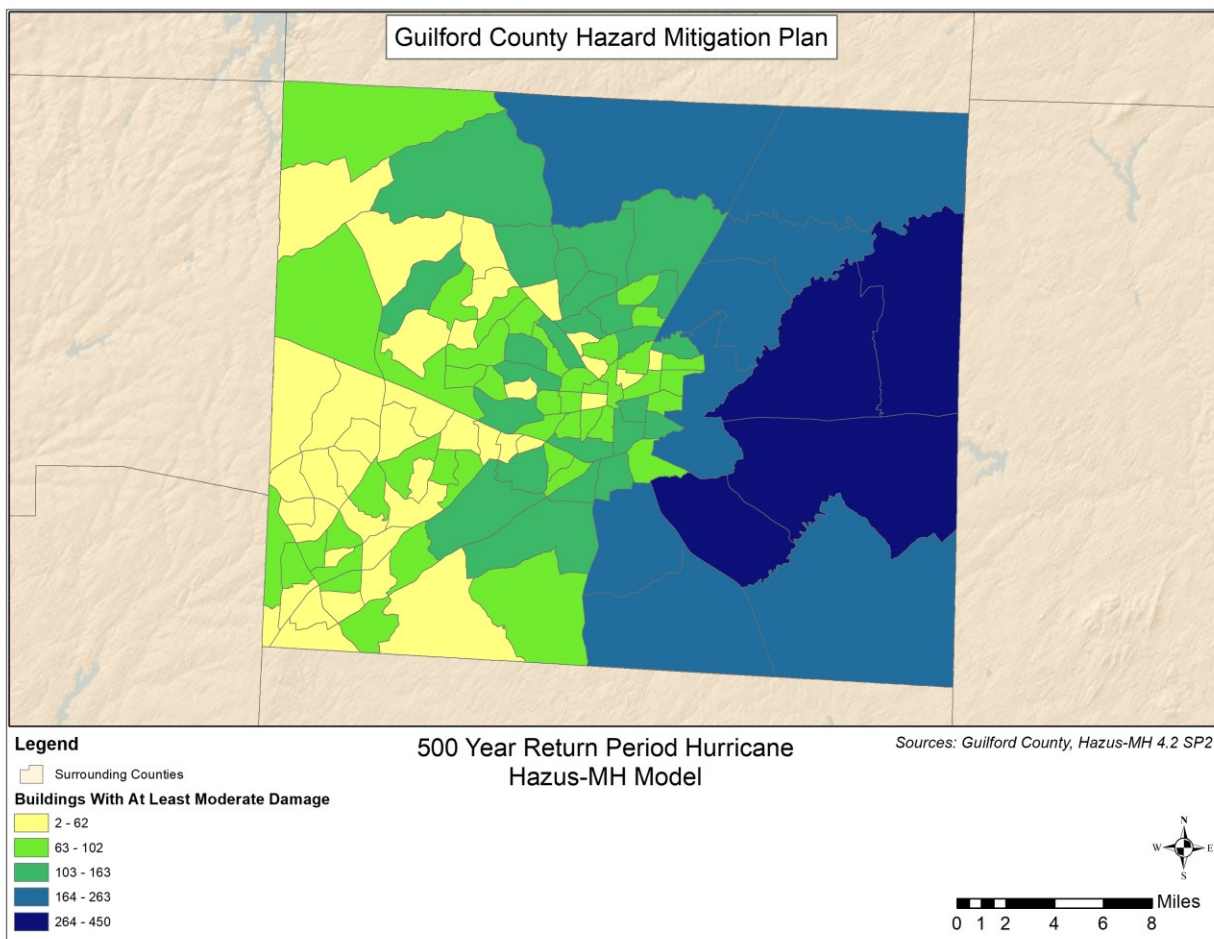 Guilford County Hazard Mitigation Plan
Legend
Surrounding Counties
Buildings With At Least Moderate Damage
2 - 62
63 - 102
103 - 163
164 - 263
264 - 450
500 Year Return Period Hurricane
Hazus-MH Model
Sources: Guilford County, Hazus-MH 4.2 SP2
N
W E
S
Miles
0 1 2 4 6 8